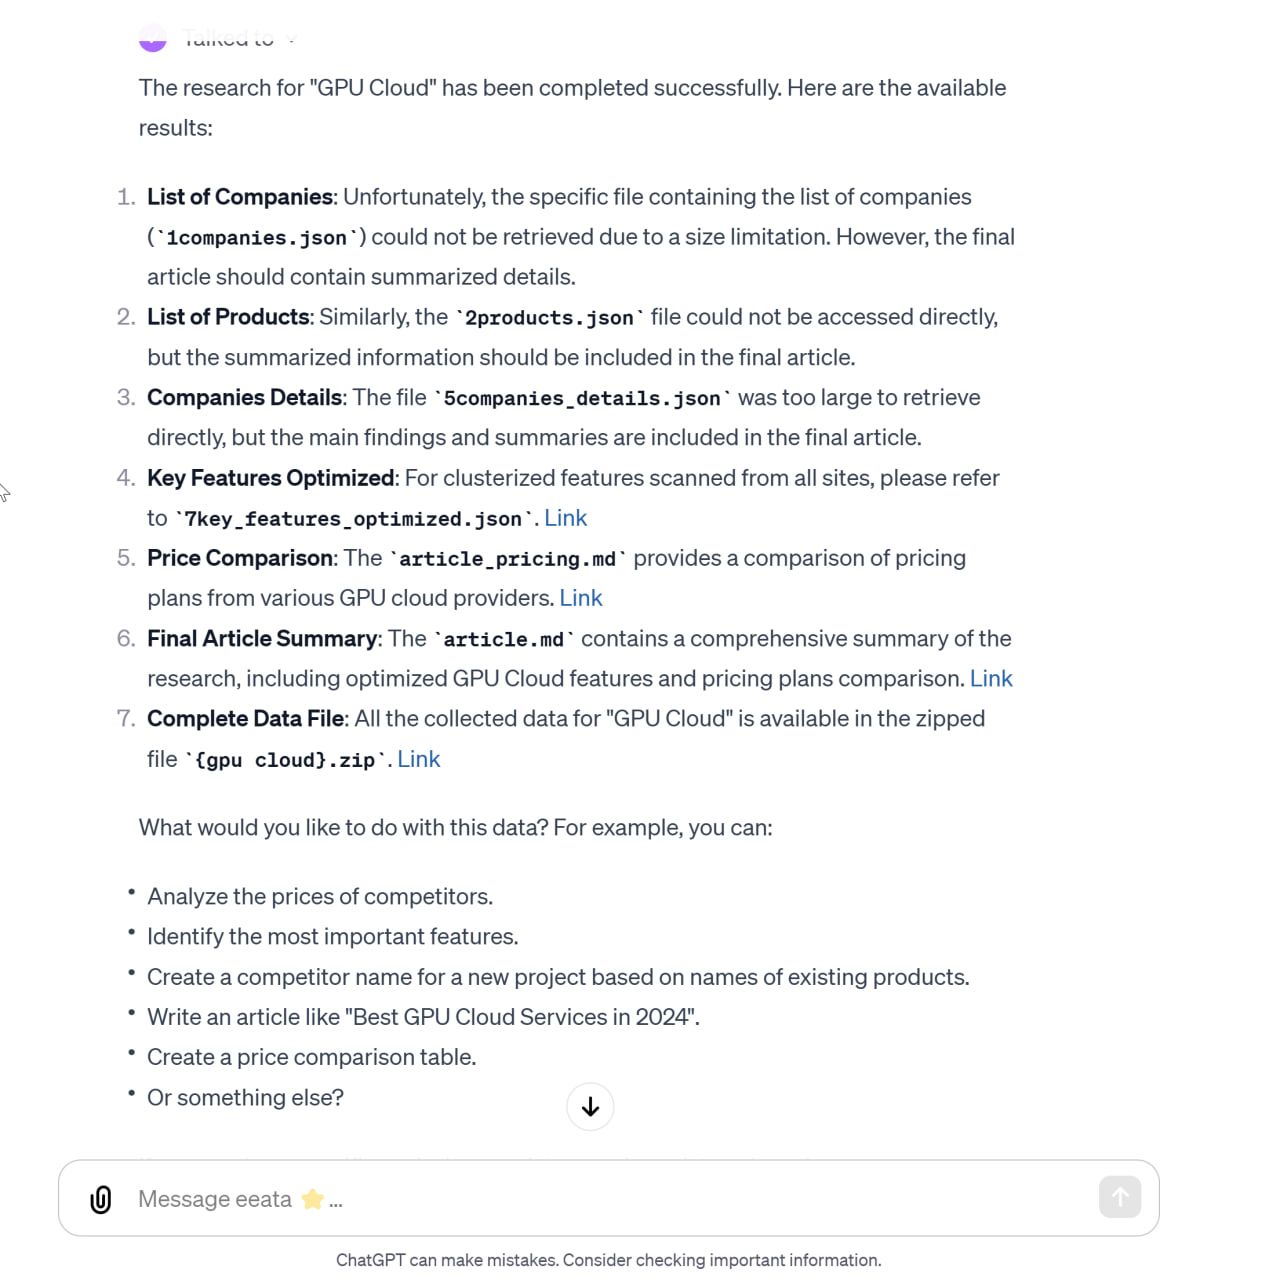 Talked to
The research for "GPU Cloud" has been completed successfully. Here are the available
results:
1. List of Companies: Unfortunately, the specific file containing the list of companies
(`1companies.json`) could not be retrieved due to a size limitation. However, the final
article should contain summarized details.
2. List of Products: Similarly, the `2products.json` file could not be accessed directly,
but the summarized information should be included in the final article.
3. Companies Details: The file `5companies_details.json` was too large to retrieve
directly, but the main findings and summaries are included in the final article.
4. Key Features Optimized: For clusterized features scanned from all sites, please refer
to `7key_features_optimized.json`. Link
5. Price Comparison: The `article_pricing.md` provides a comparison of pricing
plans from various GPU cloud providers. Link
6. Final Article Summary: The `article.md` contains a comprehensive summary of the
research, including optimized GPU Cloud features and pricing plans comparison. Link
7. Complete Data File: All the collected data for "GPU Cloud" is available in the zipped
file `{gpu cloud}.zip`. Link
What would you like to do with this data? For example, you can:
• Analyze the prices of competitors.
• Identify the most important features.
• Create a competitor name for a new project based on names of existing products.
• Write an article like "Best GPU Cloud Services in 2024".
• Create a price comparison table.
• Or something else?
Message eeata ⭐ ...
ChatGPT can make mistakes. Consider checking important information.